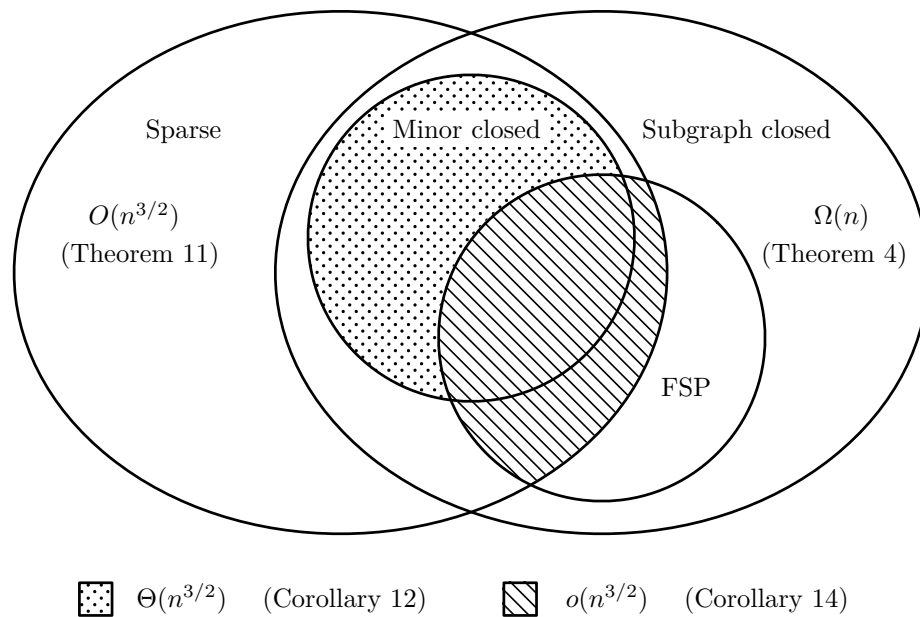 Sparse
Minor closed
Subgraph closed
O(n^{3/2})
(Theorem 11)
Ω(n)
(Theorem 4)
FSP
Θ(n^{3/2}) (Corollary 12)
o(n^{3/2}) (Corollary 14)